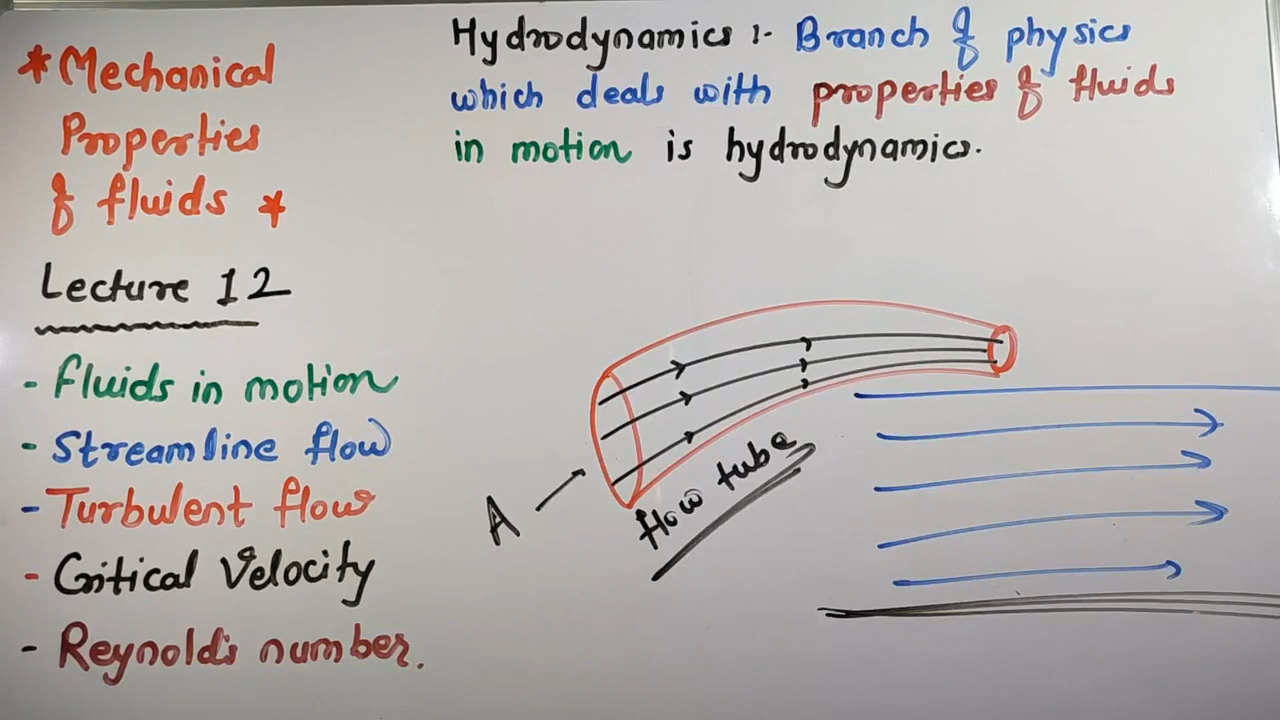 * Mechanical
Properties
of fluids *
Lecture 12
- Fluids in motion
- Streamline flow
- Turbulent flow
- Critical Velocity
- Reynold's number.
Hydrodynamics :- Branch of physics
which deals with properties of fluids
in motion is hydrodynamics.
A
flow tube